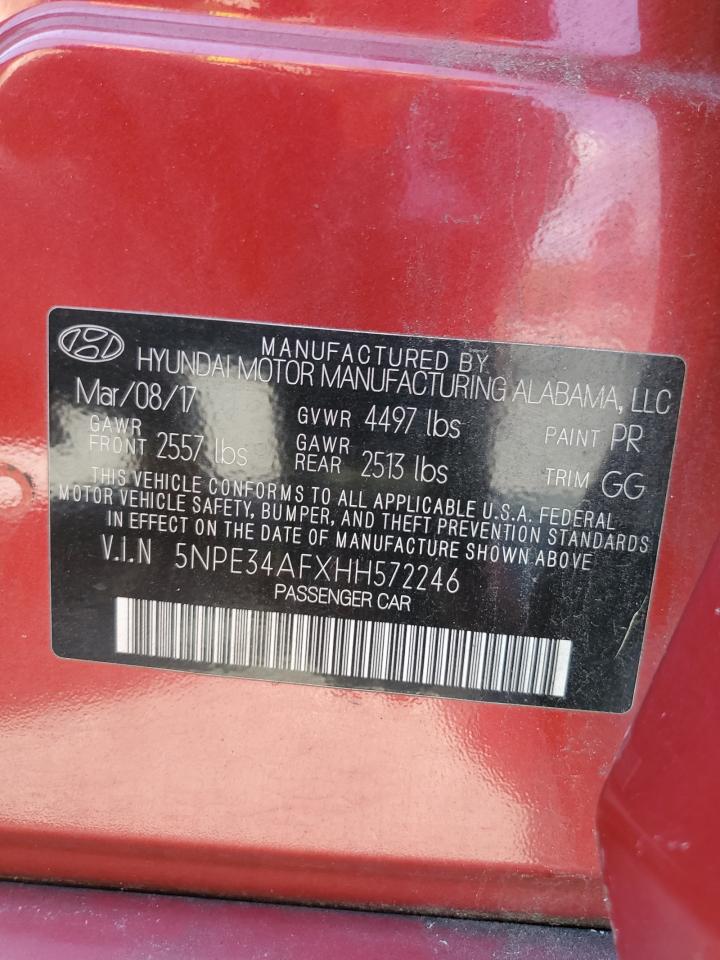 MANUFACTURED BY
HYUNDAI MOTOR MANUFACTURING ALABAMA, LLC
Mar/08/17 GVWR 4497 lbs PAINT PR
GAWR FRONT 2557 lbs GAWR REAR 2513 lbs TRIM GG
THIS VEHICLE CONFORMS TO ALL APPLICABLE U.S.A. FEDERAL
MOTOR VEHICLE SAFETY, BUMPER, AND THEFT PREVENTION STANDARDS
IN EFFECT ON THE DATE OF MANUFACTURE SHOWN ABOVE
V.i.N 5NPE34AFXHH572246
PASSENGER CAR